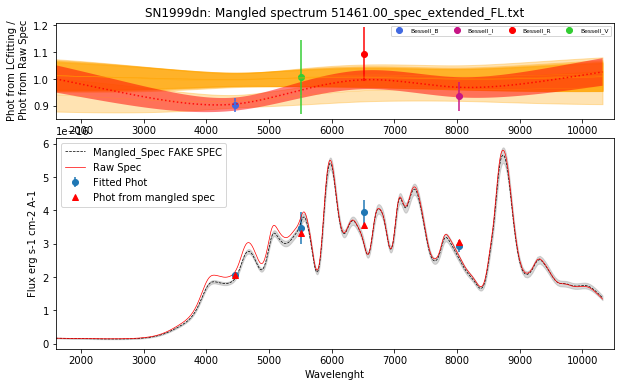 SN1999dn: Mangled spectrum 51461.00_spec_extended_FL.txt
Phot from LCfitting /
Phot from Raw Spec
1.2
1.1
1.0
0.9
Bessell_B
Bessell_I
Bessell_R
Bessell_V
2000 3000 4000 5000 6000 7000 8000 9000 10000
Flux erg s-1 cm-2 A-1
6
5
4
3
2
1
0
Mangled_Spec FAKE SPEC
Raw Spec
Fitted Phot
Phot from mangled spec
2000 3000 4000 5000 6000 7000 8000 9000 10000
Wavelenght